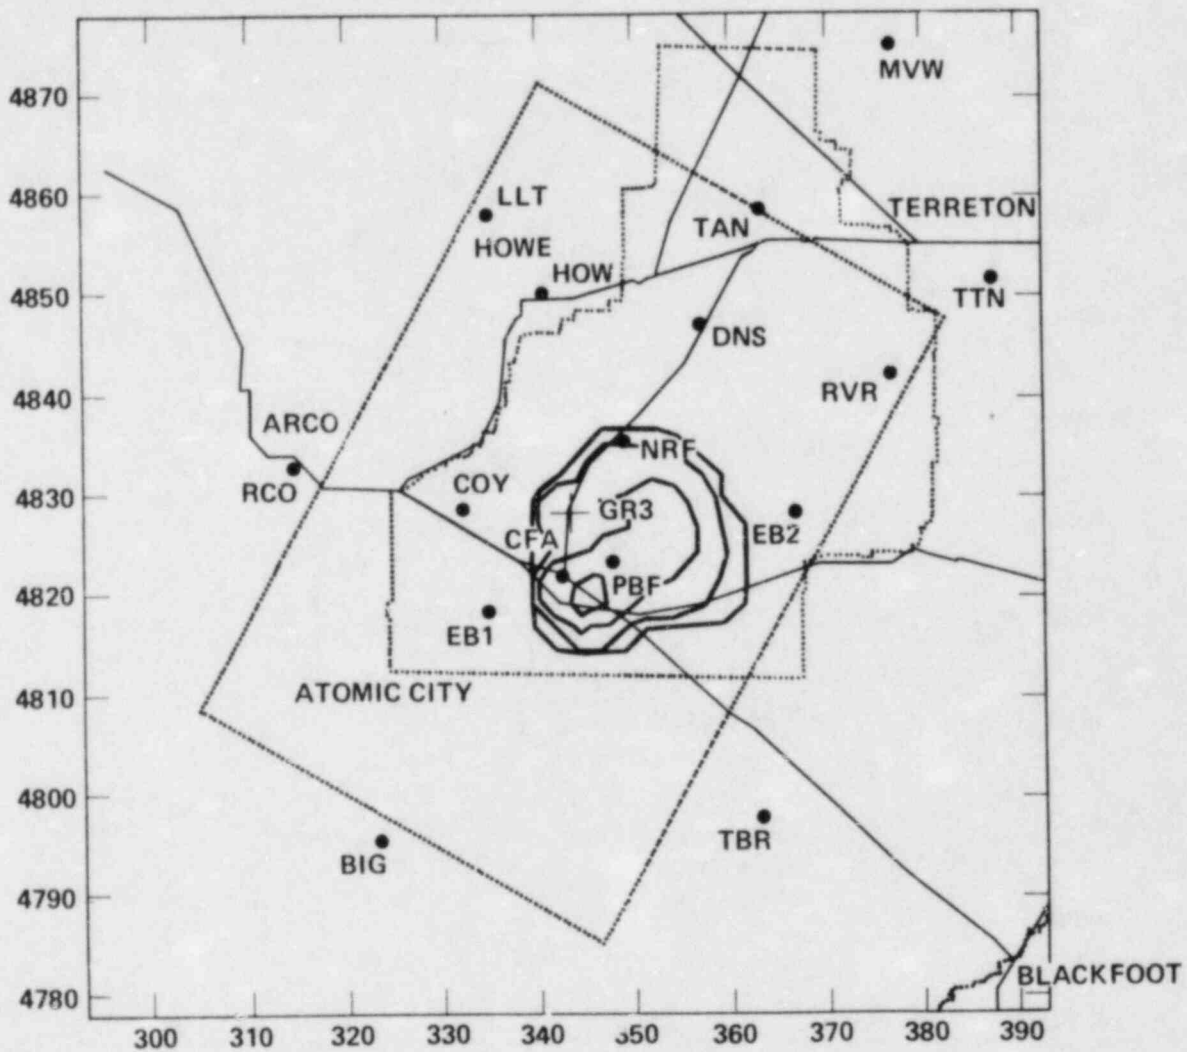 MVW
4870
LLT
4860
TERRETON
TAN
HOWE
HOW
4850
TTN
DNS
RVR
4840
ARCO
NRF
RCO
COY
4830
GR3
CFA
EB2
PBF
4820
EB1
ATOMIC CITY
4810
4800
TBR
BIG
4790
BLACKFOOT
4780
300 310 320 330 340 350 360 370 380 390